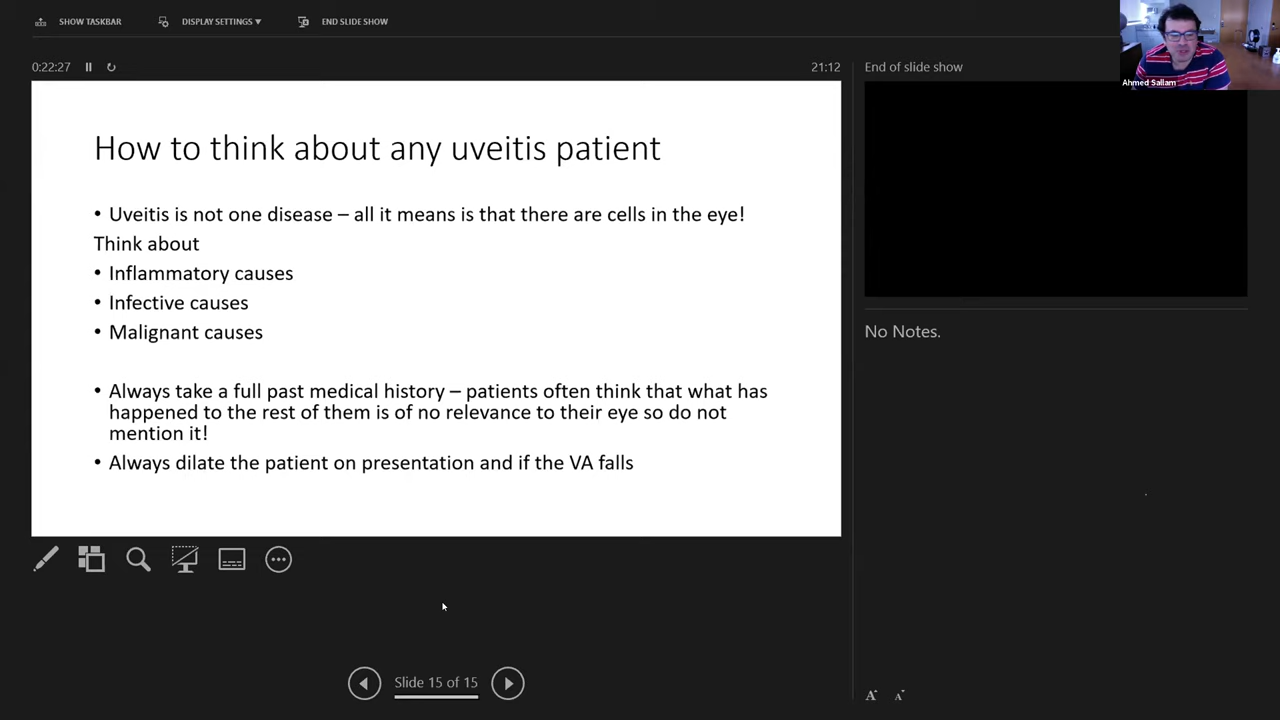 SHOW TASKBAR
DISPLAY SETTINGS ▾
END SLIDE SHOW
0:22:27
21:12
End of slide show
Ahmed Sallam
How to think about any uveitis patient
• Uveitis is not one disease – all it means is that there are cells in the eye!
Think about
• Inflammatory causes
• Infective causes
• Malignant causes
• Always take a full past medical history – patients often think that what has
happened to the rest of them is of no relevance to their eye so do not
mention it!
• Always dilate the patient on presentation and if the VA falls
No Notes.
Slide 15 of 15
A A